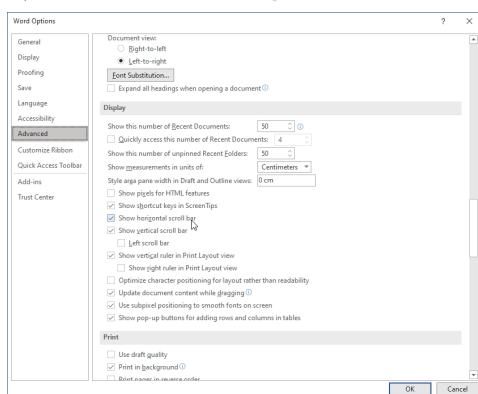 Word Options
?
General
Display
Proofing
Save
Language
Accessibility
Advanced
Customize Ribbon
Quick Access Toolbar
Add-ins
Trust Center
Document view:
Right-to-left
Left-to-right
Font Substitution...
Expand all headings when opening a document
Display
Show this number of Recent Documents: 50
Quickly access this number of Recent Documents: 4
Show this number of unpinned Recent Folders: 50
Show measurements in units of: Centimeters
Style area pane width in Draft and Outline views: 0 cm
Show pixels for HTML features
Show shortcut keys in ScreenTips
Show horizontal scroll bar
Show vertical scroll bar
Left scroll bar
Show vertical ruler in Print Layout view
Show right ruler in Print Layout view
Optimize character positioning for layout rather than readability
Update document content while dragging
Use subpixel positioning to smooth fonts on screen
Show pop-up buttons for adding rows and columns in tables
Print
Use draft quality
Print in background
Print pages in reverse order
OK Cancel